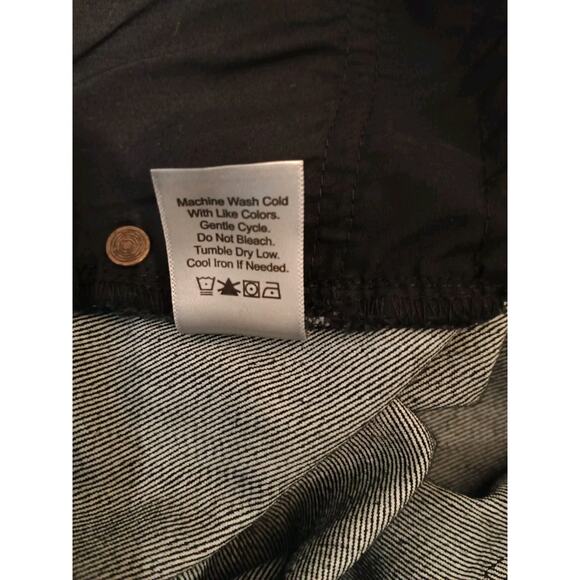 Machine Wash Cold
With Like Colors.
Gentle Cycle.
Do Not Bleach.
Tumble Dry Low.
Cool Iron If Needed.